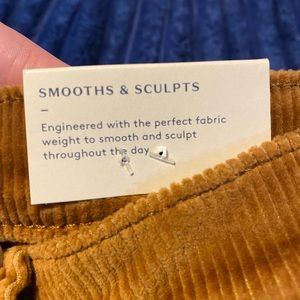 SMOOTHS & SCULPTS
–
Engineered with the perfect fabric
weight to smooth and sculpt
throughout the day